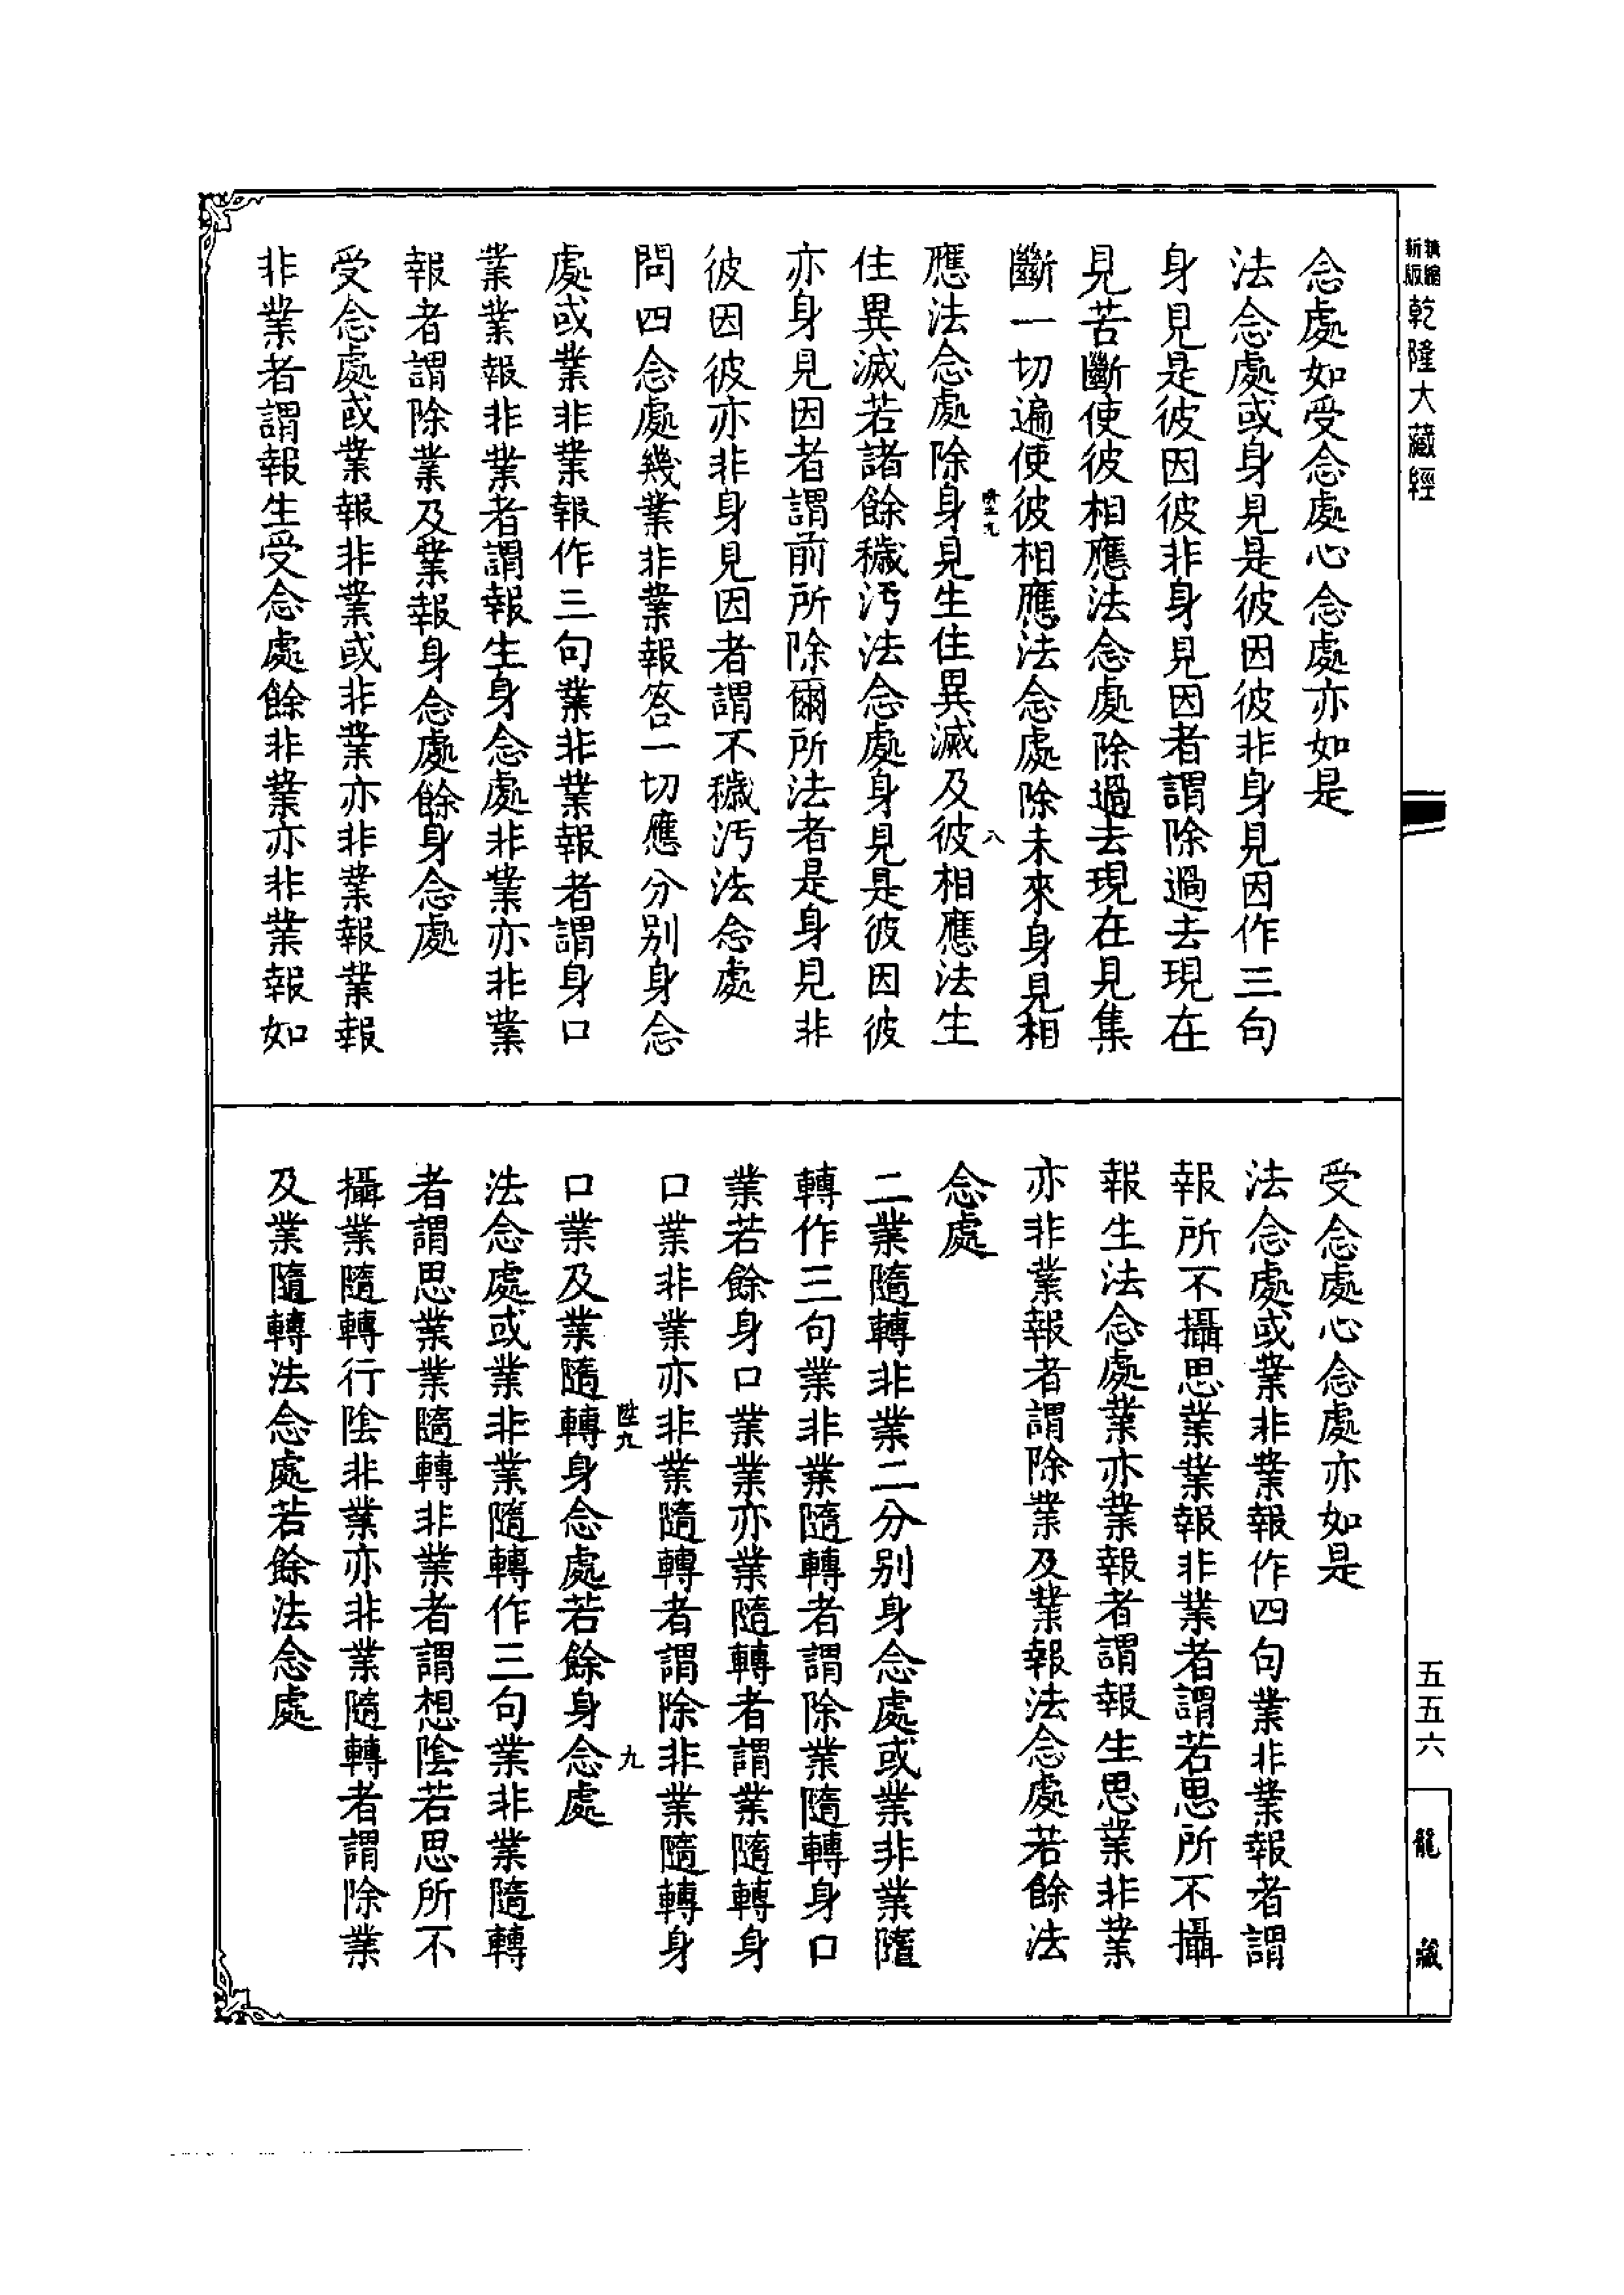 新版
乾隆大藏經
念處如受念處心念處亦如是
法念處或身見是彼因彼非身見因作三句
身見是彼因彼非身見因者謂除過去現在
見苦斷使彼相應法念處除過去現在見集
斷一切遍使彼相應法念處除未來身見相
應法念處除身見生住異滅及彼相應法生
住異滅若諸餘穢汚法念處身見是彼因彼
亦身見因者謂前所除爾所法者是身見非
彼因彼亦非身見因者謂不穢汚法念處
問四念處幾業非業報答一切應分別身念
處或業非業報作三句業非業報者謂身口
業業報非業者謂報生身念處非業亦非業
報者謂除業及業報身念處餘身念處
受念處或業報非業或非業亦非業報業報
非業者謂報生受念處餘非業亦非業報如
八
受念處心念處亦如是
法念處或業非業報作四句業非業報者謂
報所不攝思業業報非業者謂若思所不攝
報生法念處業亦業報者謂報生思業非業
亦非業報者謂除業及業報法念處若餘法
念處
二業隨轉非業二分別身念處或業非業隨
轉作三句業非業隨轉者謂除業隨轉身口
業若餘身口業業亦業隨轉者謂業隨轉身
口業非業亦非業隨轉者謂除非業隨轉身
口業及業隨轉身念處若餘身念處
法念處或業非業隨轉作三句業非業隨轉
者謂思業業隨轉非業者謂想陰若思所不
攝業隨轉行陰非業亦非業隨轉者謂除業
及業隨轉法念處若餘法念處
九
五五六
龍藏